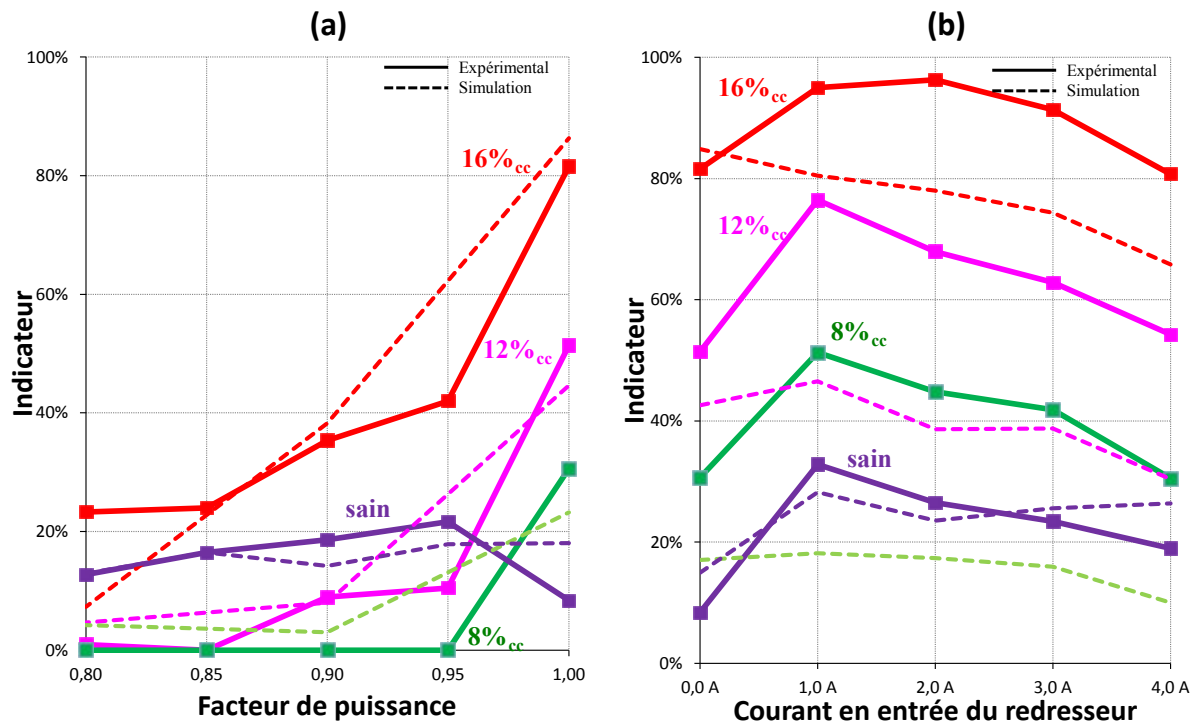 (a)
100%
80%
60%
40%
20%
0%
Indicateur
Expérimental
Simulation
16%cc
12%cc
sain
8%cc
0,80
0,85
0,90
0,95
1,00
Facteur de puissance
(b)
100%
80%
60%
40%
20%
0%
Indicateur
Expérimental
Simulation
16%cc
12%cc
8%cc
sain
0,0 A
1,0 A
2,0 A
3,0 A
4,0 A
Courant en entrée du redresseur